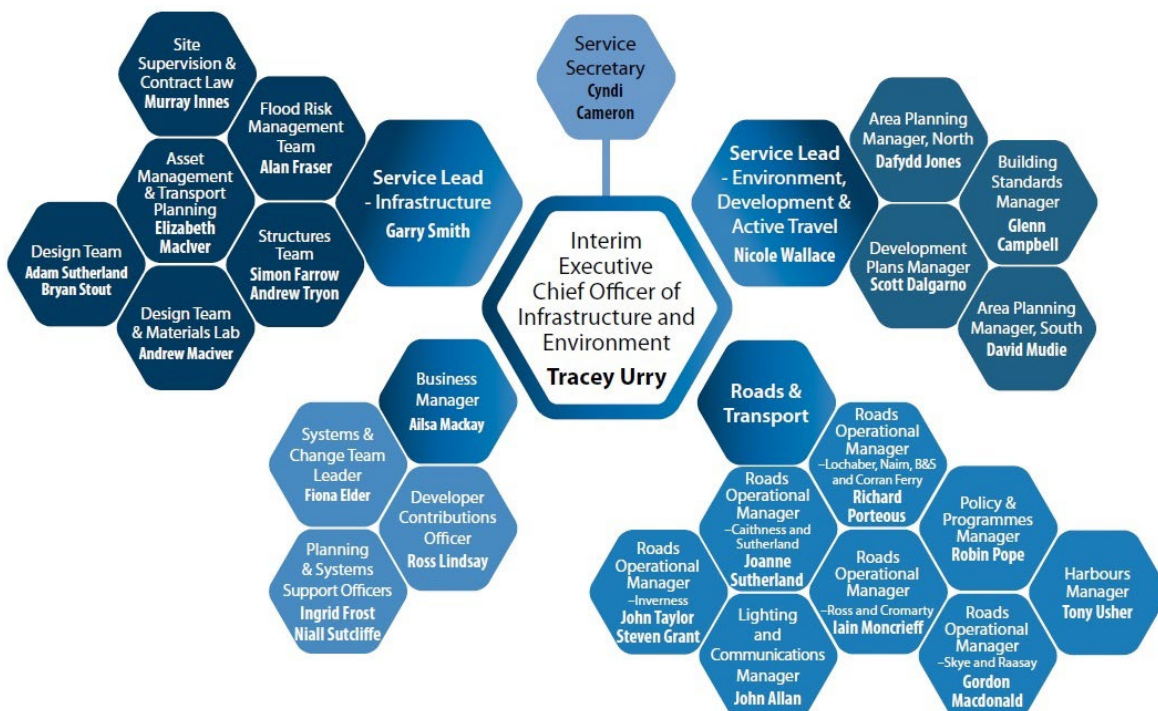 Site
Supervision &
Contract Law
Murray Innes
Flood Risk
Management
Team
Alan Fraser
Asset
Management
& Transport
Planning
Elizabeth
MacIver
Structures
Team
Simon Farrow
Andrew Tryon
Design Team
Adam Sutherland
Bryan Stout
Design Team
& Materials Lab
Andrew Maciver
Service Lead
- Infrastructure
Garry Smith
Service
Secretary
Cyndi
Cameron
Interim
Executive
Chief Officer of
Infrastructure and
Environment
Tracey Urry
Service Lead
- Environment,
Development &
Active Travel
Nicole Wallace
Area Planning
Manager, North
Dafydd Jones
Building
Standards
Manager
Glenn
Campbell
Development
Plans Manager
Scott Dalgarno
Area Planning
Manager, South
David Mudie
Business
Manager
Ailsa Mackay
Systems &
Change Team
Leader
Fiona Elder
Developer
Contributions
Officer
Ross Lindsay
Planning
& Systems
Support Officers
Ingrid Frost
Niall Sutcliffe
Roads &
Transport
Roads
Operational
Manager
–Lochaber, Nairn, B&S
and Corran Ferry
Richard
Porteous
Roads
Operational
Manager
–Caithness and
Sutherland
Joanne
Sutherland
Policy &
Programmes
Manager
Robin Pope
Roads
Operational
Manager
–Inverness
John Taylor
Steven Grant
Roads
Operational
Manager
–Ross and Cromarty
Iain Moncrieff
Harbours
Manager
Tony Usher
Lighting
and
Communications
Manager
John Allan
Roads
Operational
Manager
–Skye and Raasay
Gordon
Macdonald